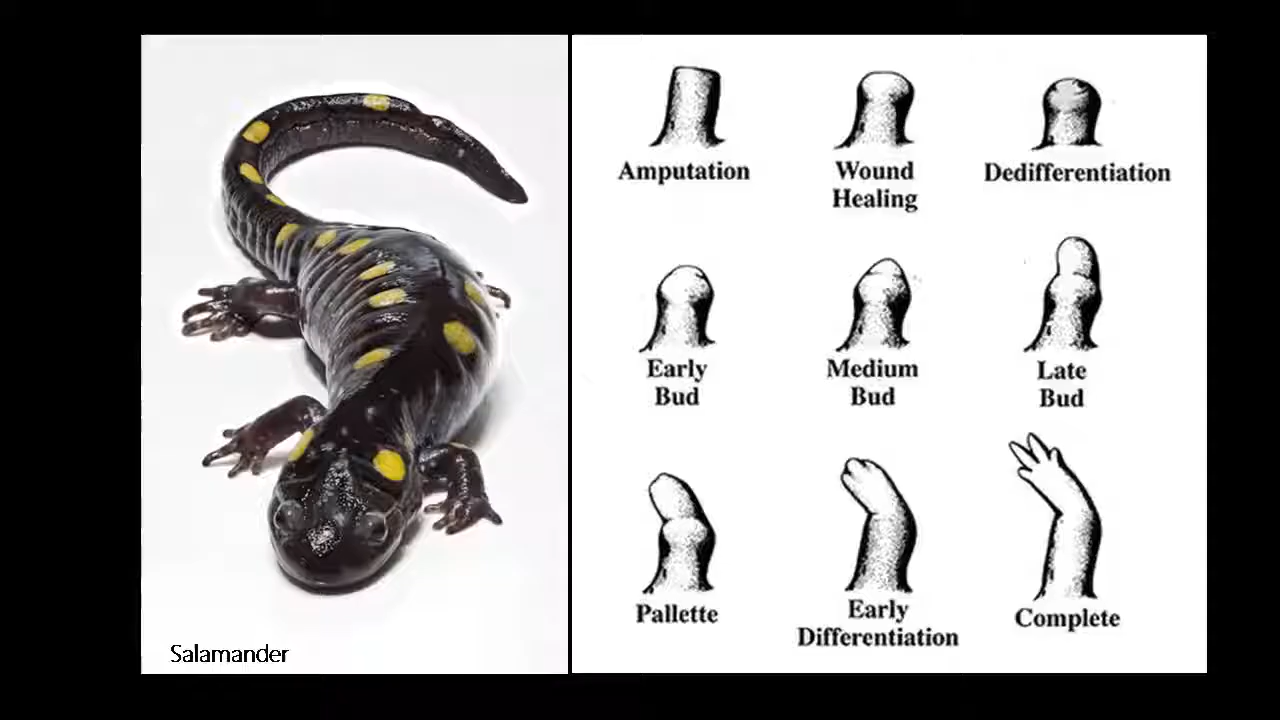 Amputation
Wound
Healing
Dedifferentiation
Early
Bud
Medium
Bud
Late
Bud
Pallette
Early
Differentiation
Complete
Salamander